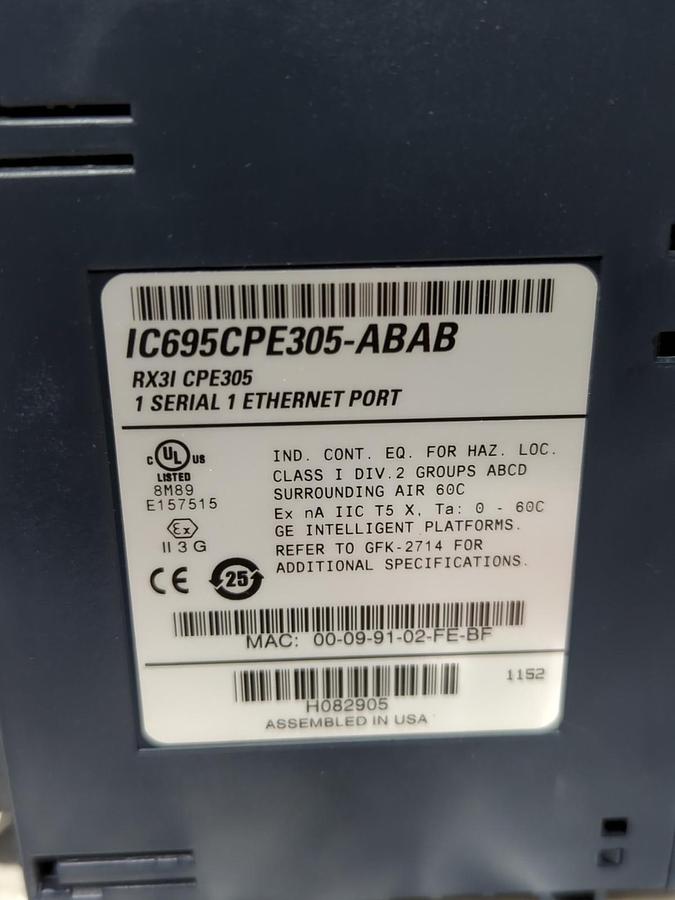 IC695CPE305-ABAB
RX3I CPE305
1 SERIAL 1 ETHERNET PORT
C UL US
LISTED
8M89
E157515
Ex
II 3 G
CE 25
IND. CONT. EQ. FOR HAZ. LOC.
CLASS I DIV.2 GROUPS ABCD
SURROUNDING AIR 60C
Ex nA IIC T5 X, Ta: 0 - 60C
GE INTELLIGENT PLATFORMS.
REFER TO GFK-2714 FOR
ADDITIONAL SPECIFICATIONS.
MAC: 00-09-91-02-FE-BF
H082905
1152
ASSEMBLED IN USA